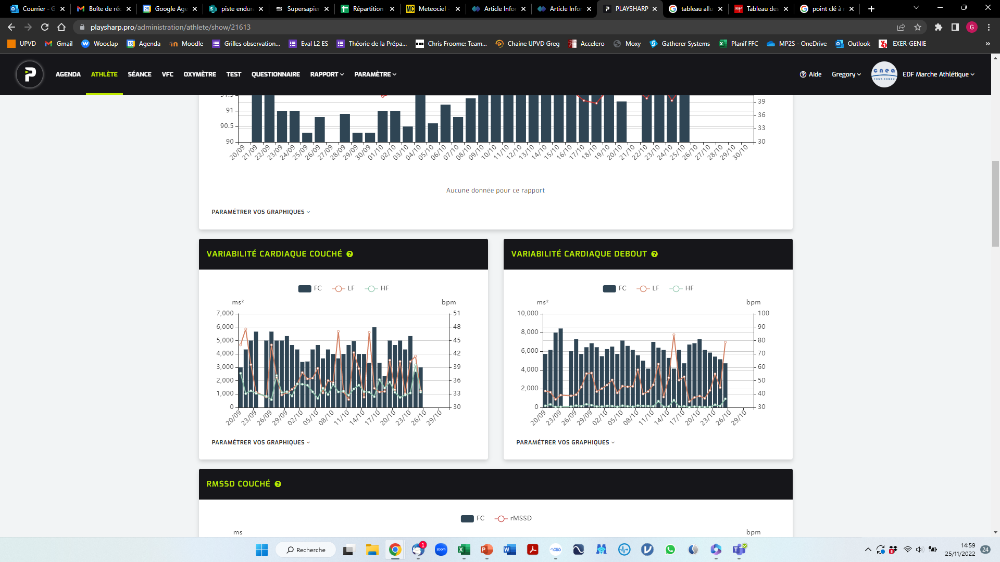 Courrier - G
Boîte de réc
Google Age
piste endura
Supersapier
Répartition
Meteociel -
Article Infor
Article Infor
PLAYSHARP
tableau allu
Tableau des
point clé à
playsharp.pro/administration/athlete/show/21613
UPVD
Gmail
Wooclap
Agenda
Moodle
Grilles observation...
Eval L2 ES
Théorie de la Prépa...
Chris Froome: Team...
Chaine UPVD Greg
Accelero
Moxy
Gatherer Systems
Planif FFC
MP2S - OneDrive
Outlook
EXER-GENIE
AGENDA
ATHLÈTE
SÉANCE
VFC
OXYMÈTRE
TEST
QUESTIONNAIRE
RAPPORT
PARAMÈTRE
Aide
Gregory
cnea
FONT-ROMEU
EDF Marche Athlétique
91.5
91
90.5
90
39
36
33
30
20/09 21/09 22/09 23/09 24/09 25/09 26/09 27/09 28/09 29/09 30/09 01/10 02/10 03/10 04/10 05/10 06/10 07/10 08/10 09/10 10/10 11/10 12/10 13/10 14/10 15/10 16/10 17/10 18/10 19/10 20/10 21/10 22/10 23/10 24/10 25/10 26/10 27/10 28/10 29/10 30/10
Aucune donnée pour ce rapport
PARAMÉTRER VOS GRAPHIQUES
VARIABILITÉ CARDIAQUE COUCHÉ
FC LF HF
ms² bpm
7,000 51
6,000 48
5,000 45
4,000 42
3,000 39
2,000 36
1,000 33
0 30
20/09 23/09 26/09 29/09 02/10 05/10 08/10 11/10 14/10 17/10 20/10 23/10 26/10 29/10
PARAMÉTRER VOS GRAPHIQUES
VARIABILITÉ CARDIAQUE DEBOUT
FC LF HF
ms² bpm
10,000 100
90
8,000
80
6,000 70
60
4,000
50
2,000 40
0 30
20/09 23/09 26/09 29/09 02/10 05/10 08/10 11/10 14/10 17/10 20/10 23/10 26/10 29/10
PARAMÉTRER VOS GRAPHIQUES
RMSSD COUCHÉ
FC rMSSD
ms bpm
Recherche
14:59
25/11/2022
24